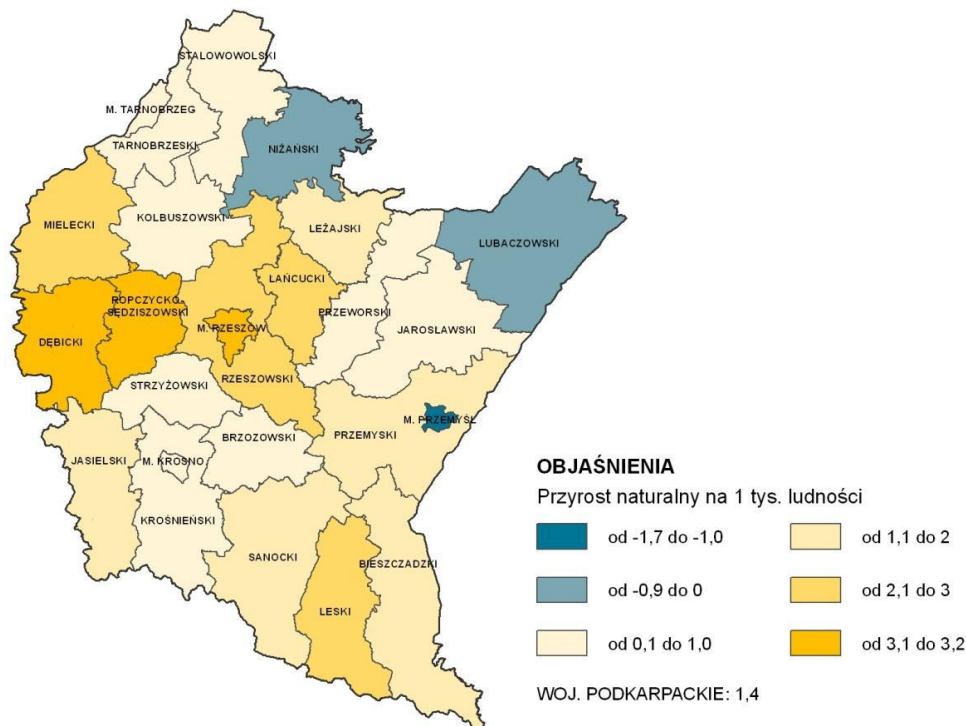 STALOWOWOLSKI
M. TARNOBRZEG
TARNOBRZESKI
NIŻAŃSKI
MIELECKI
KOLBUSZOWSKI
LEŻAJSKI
LUBACZOWSKI
ŁAŃCUCKI
ROPCZYCKO-
SĘDZISZOWSKI
PRZEWORSKI
M. RZESZÓW
JAROSŁAWSKI
DĘBICKI
RZESZOWSKI
STRZYŻOWSKI
M. PRZEMYŚL
BRZOZOWSKI
PRZEMYSKI
JASIELSKI
M. KROSNO
KROŚNIEŃSKI
SANOCKI
BIESZCZADZKI
LESKI
OBJAŚNIENIA
Przyrost naturalny na 1 tys. ludności
od -1,7 do -1,0
od -0,9 do 0
od 0,1 do 1,0
od 1,1 do 2
od 2,1 do 3
od 3,1 do 3,2
WOJ. PODKARPACKIE: 1,4